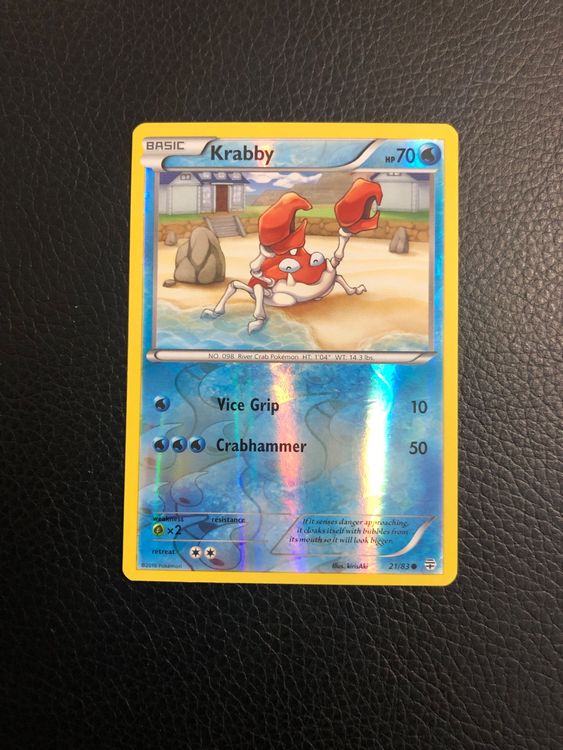 BASIC Krabby HP 70
NO. 098 River Crab Pokémon HT: 1'04" WT: 14.3 lbs.
Vice Grip 10
Crabhammer 50
weakness resistance
×2
retreat
If it senses danger approaching,
it cloaks itself with bubbles from
its mouth so it will look bigger.
©2016 Pokémon Illus. kirisAki 21/83